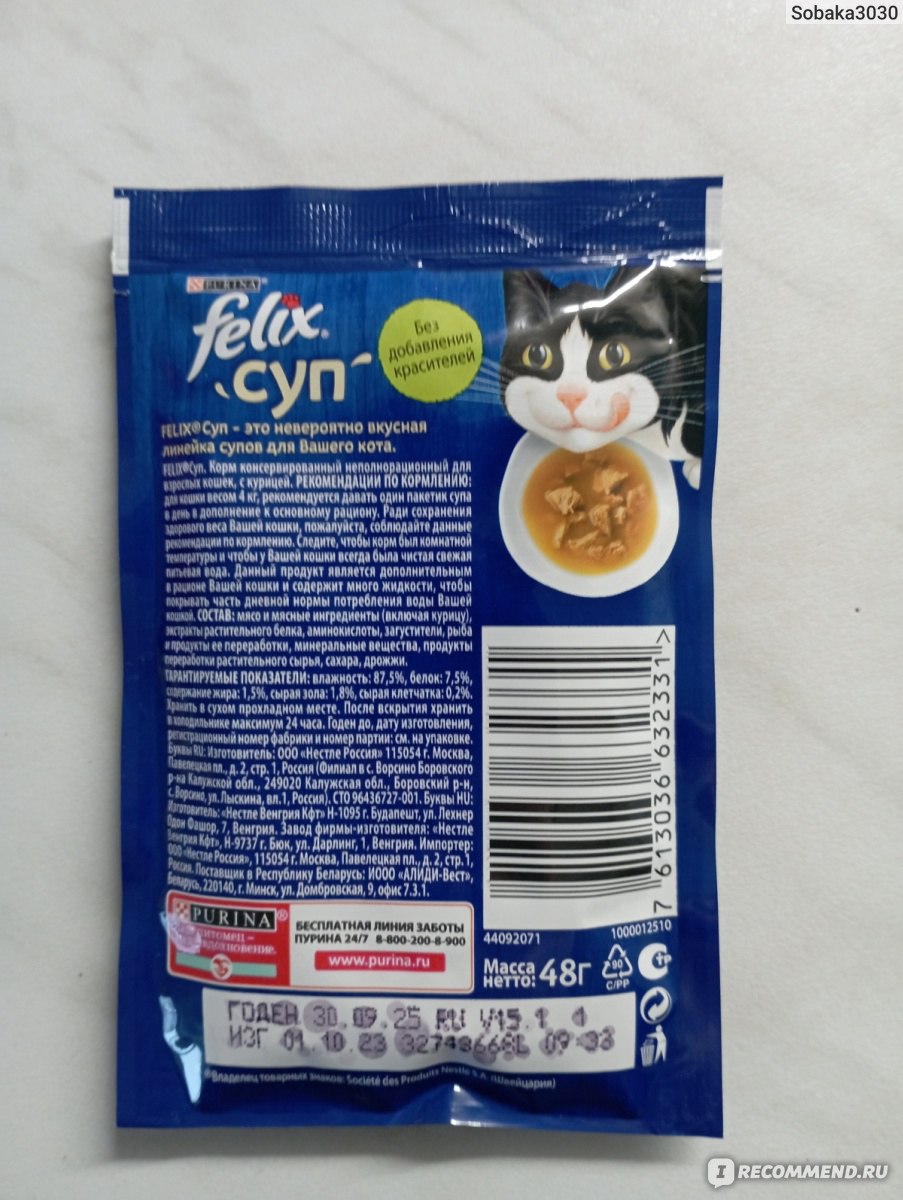 Sobaka3030
PURINA
felix®
суп
Без
добавления
красителей
FELIX®Суп – это невероятно вкусная
линейка супов для Вашего кота.
FELIX®Суп. Корм консервированный неполнорационный для
взрослых кошек, с курицей. РЕКОМЕНДАЦИИ ПО КОРМЛЕНИЮ:
для кошки весом 4 кг, рекомендуется давать один пакетик супа
в день в дополнение к основному рациону. Ради сохранения
здорового веса Вашей кошки, пожалуйста, соблюдайте данные
рекомендации по кормлению. Следите, чтобы корм был комнатной
температуры и чтобы у Вашей кошки всегда была чистая свежая
питьевая вода. Данный продукт является дополнительным
в рационе Вашей кошки и содержит много жидкости, чтобы
покрывать часть дневной нормы потребления воды Вашей
кошкой. СОСТАВ: мясо и мясные ингредиенты (включая курицу),
экстракты растительного белка, аминокислоты, загустители, рыба
и продукты ее переработки, минеральные вещества, продукты
переработки растительного сырья, сахара, дрожжи.
ГАРАНТИРУЕМЫЕ ПОКАЗАТЕЛИ: влажность: 87,5%, белок: 7,5%,
содержание жира: 1,5%, сырая зола: 1,8%, сырая клетчатка: 0,2%.
Хранить в сухом прохладном месте. После вскрытия хранить
в холодильнике максимум 24 часа. Годен до, дату изготовления,
регистрационный номер фабрики и номер партии: см. на упаковке.
Буквы RU: Изготовитель: ООО «Нестле Россия» 115054 г. Москва,
Павелецкая пл., д. 2, стр. 1, Россия (Филиал в с. Ворсино Боровского
р-на Калужской обл., 249020 Калужская обл., Боровский р-н,
с. Ворсино, ул. Лыскина, вл.1, Россия). СТО 96436727-001. Буквы HU:
Изготовитель: «Нестле Венгрия Кфт» Н-1095 г. Будапешт, ул. Лехнер
Одон Фашор, 7, Венгрия. Завод фирмы-изготовителя: «Нестле
Венгрия Кфт», Н-9737 г. Бюк, ул. Дарлинг, 1, Венгрия. Импортер:
ООО «Нестле Россия», 115054 г. Москва, Павелецкая пл., д. 2, стр. 1,
Россия. Поставщик в Республику Беларусь: ИООО «АЛИДИ-Вест»,
Беларусь, 220140, г. Минск, ул. Домбровская, 9, офис 7.3.1.
7 613036 632331 >
44092071
1000012510
PURINA®
питомец –
вдохновение.
БЕСПЛАТНАЯ ЛИНИЯ ЗАБОТЫ
ПУРИНА 24/7 8-800-200-8-900
www.purina.ru
Масса
нетто: 48г
90
C/PP
ГОДЕН 30.09.25 RU V15.1 4
ИЗГ 01.10.23 09:33
®Владелец товарных знаков: Société des Produits Nestlé S.A. (Швейцария)
IRECOMMEND.RU